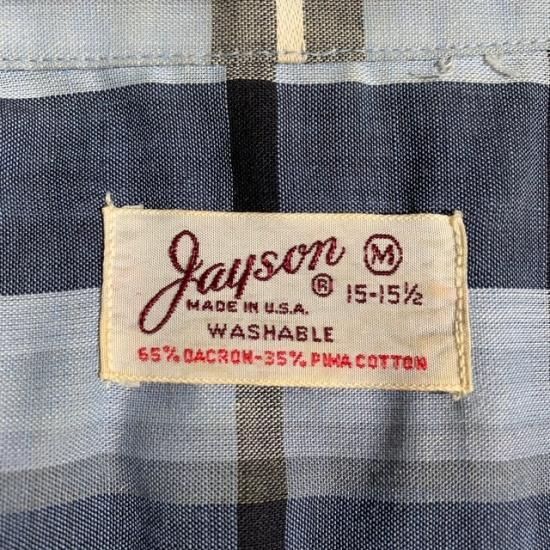 Jayson ® M
MADE IN U.S.A. 15-15½
WASHABLE
65% DACRON-35% PIMA COTTON